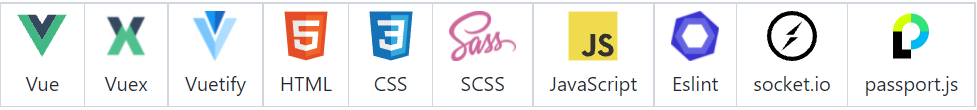 5 3 Sass JS
Vue Vuex Vuetify HTML CSS SCSS JavaScript Eslint socket.io passport.js